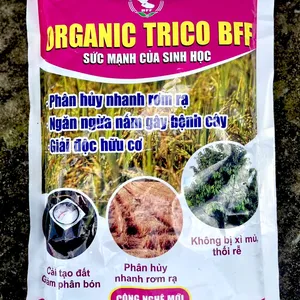 BFF
ORGANIC TRICO BFF
SỨC MẠNH CỦA SINH HỌC
Phân hủy nhanh rơm rạ
Ngăn ngừa nấm gây bệnh cây
Giải độc hữu cơ
Không bị xì mủ,
thối rễ
Cải tạo đất
Giảm phân bón
Phân hủy
nhanh rơm rạ
CÔNG NGHỆ MỚI